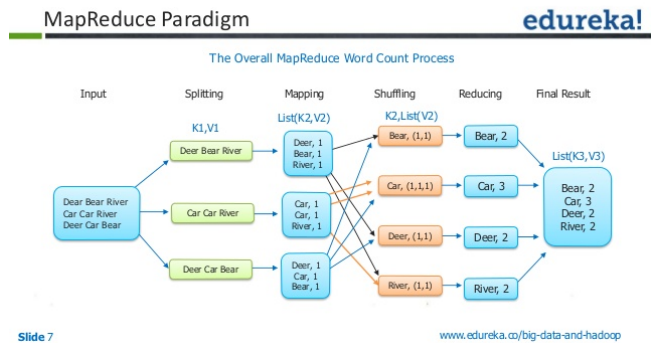 MapReduce Paradigm
edureka!
The Overall MapReduce Word Count Process
Input
Splitting
Mapping
Shuffling
Reducing
Final Result
K1,V1
List(K2,V2)
K2,List(V2)
List(K3,V3)
Dear Bear River
Car Car River
Deer Car Bear
Deer Bear River
Car Car River
Deer Car Bear
Deer, 1
Bear, 1
River, 1
Car, 1
Car, 1
River, 1
Deer, 1
Car, 1
Bear, 1
Bear, (1,1)
Car, (1,1,1)
Deer, (1,1)
River, (1,1)
Bear, 2
Car, 3
Deer, 2
River, 2
Bear, 2
Car, 3
Deer, 2
River, 2
Slide 7
www.edureka.co/big-data-and-hadoop